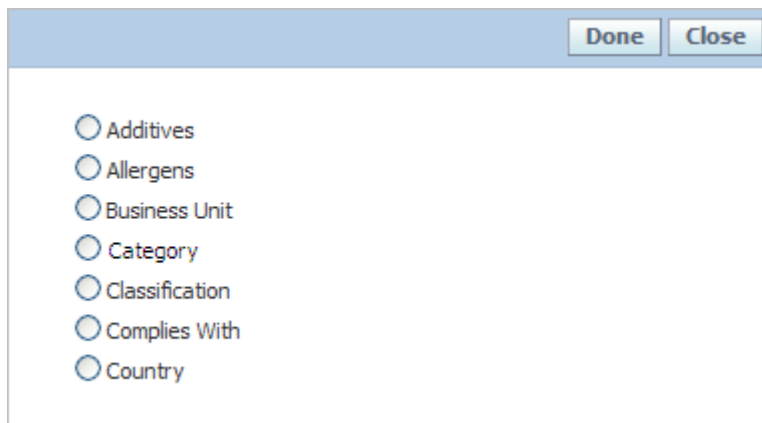 Done Close
Additives
Allergens
Business Unit
Category
Classification
Complies With
Country